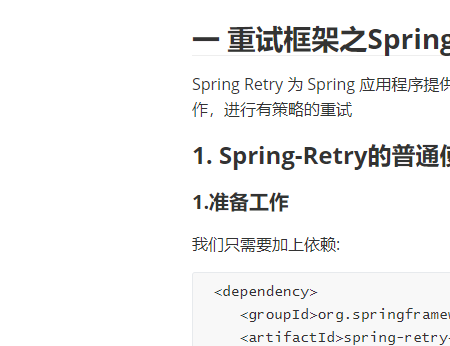 一 重试框架之Spring
Spring Retry 为 Spring 应用程序提供
作，进行有策略的重试
1. Spring-Retry的普通使
1.准备工作
我们只需要加上依赖:
<dependency>
<groupId>org.springframew
<artifactId>spring-retry<